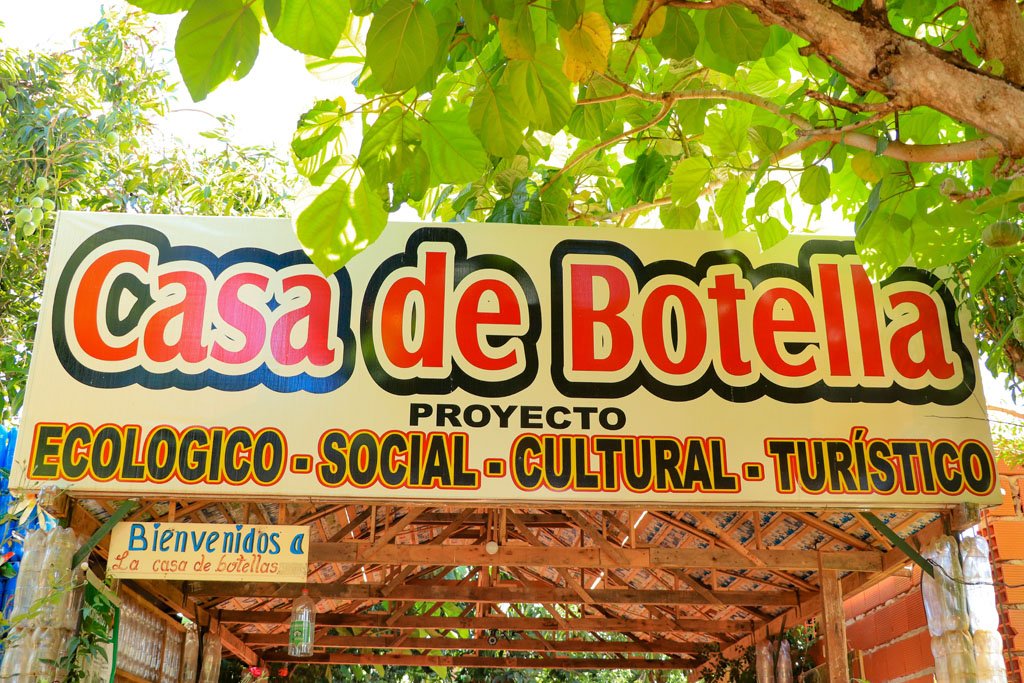 Casa de Botella
PROYECTO
ECOLOGICO - SOCIAL - CULTURAL - TURÍSTICO
Bienvenidos a
La casa de botellas